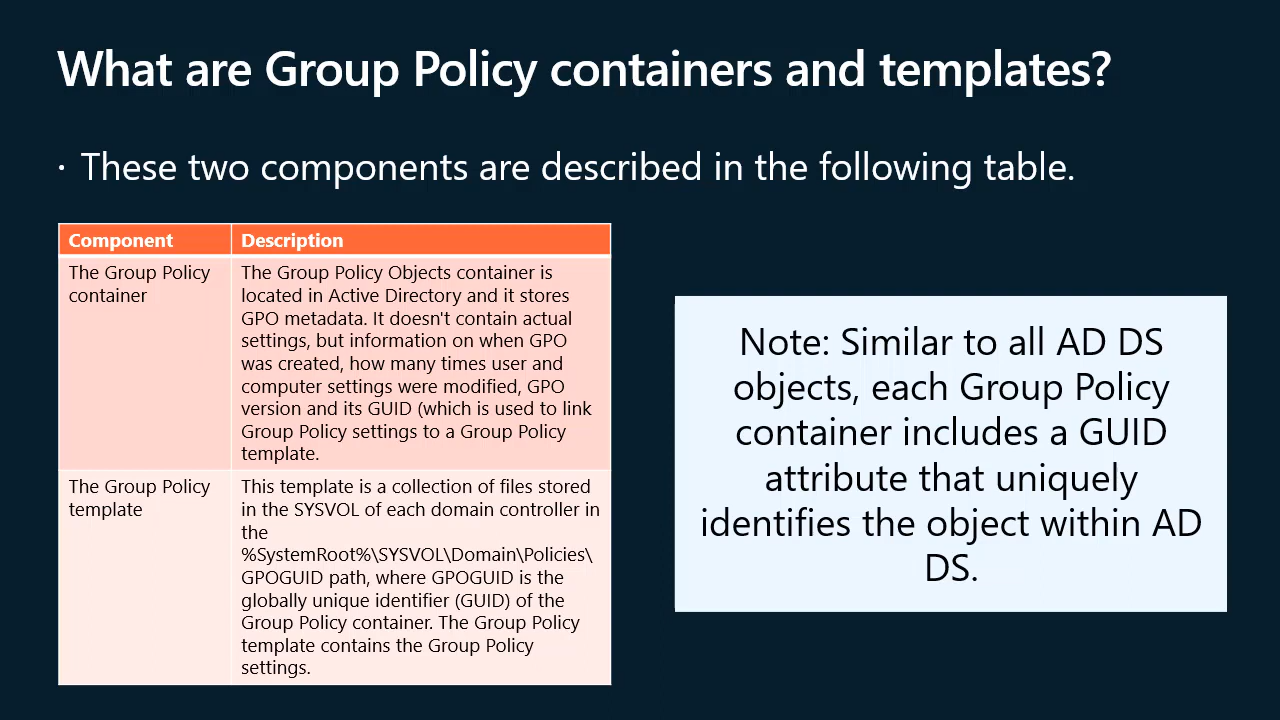 What are Group Policy containers and templates?
· These two components are described in the following table.
Component
Description
The Group Policy
container
The Group Policy Objects container is
located in Active Directory and it stores
GPO metadata. It doesn't contain actual
settings, but information on when GPO
was created, how many times user and
computer settings were modified, GPO
version and its GUID (which is used to link
Group Policy settings to a Group Policy
template.
The Group Policy
template
This template is a collection of files stored
in the SYSVOL of each domain controller in
the
%SystemRoot%\SYSVOL\Domain\Policies\
GPOGUID path, where GPOGUID is the
globally unique identifier (GUID) of the
Group Policy container. The Group Policy
template contains the Group Policy
settings.
Note: Similar to all AD DS
objects, each Group Policy
container includes a GUID
attribute that uniquely
identifies the object within AD
DS.